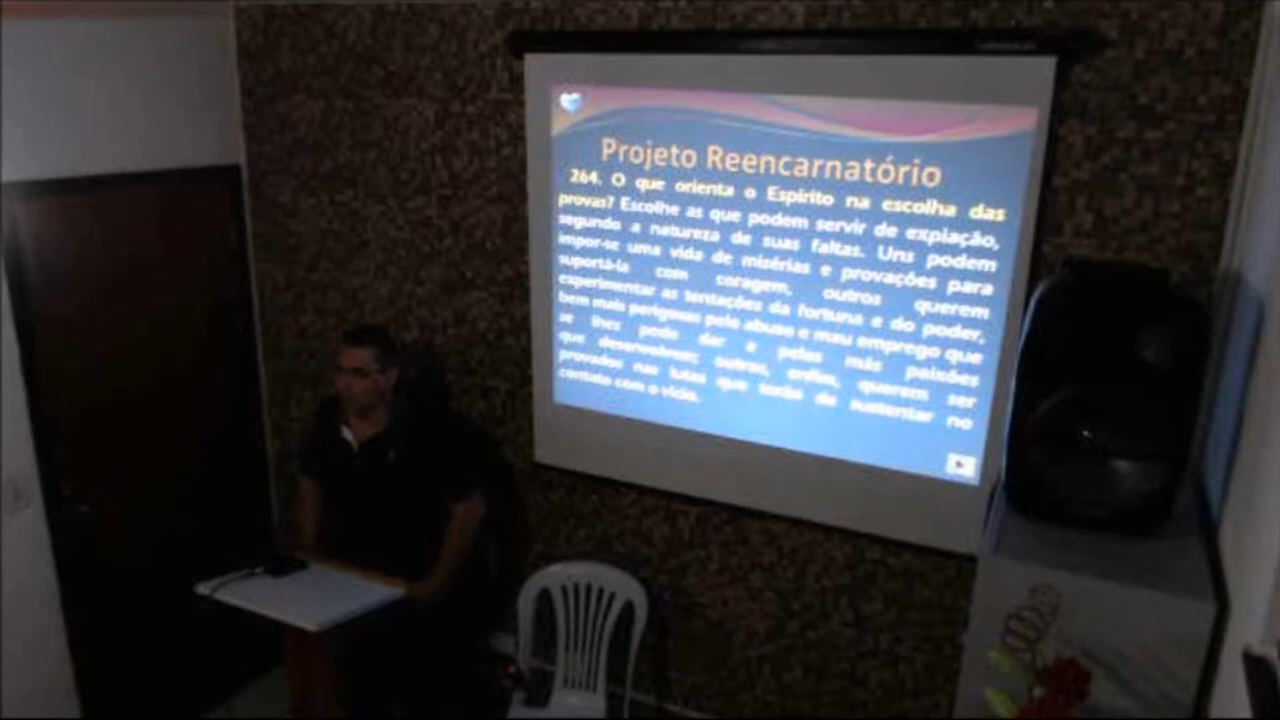 Projeto Reencarnatório
264. O que orienta o Espírito na escolha das
provas? Escolhe as que podem servir de expiação,
segundo a natureza de suas faltas. Uns podem
impor-se uma vida de misérias e provações para
suportá-la com coragem, outros querem
experimentar as tentações da fortuna e do poder,
bem mais perigosas pelo abuso e mau emprego que
se lhes pode dar e pelas más paixões
que desenvolvem; outros, enfim, querem ser
provados nas lutas que terão de sustentar no
contato com o vício.